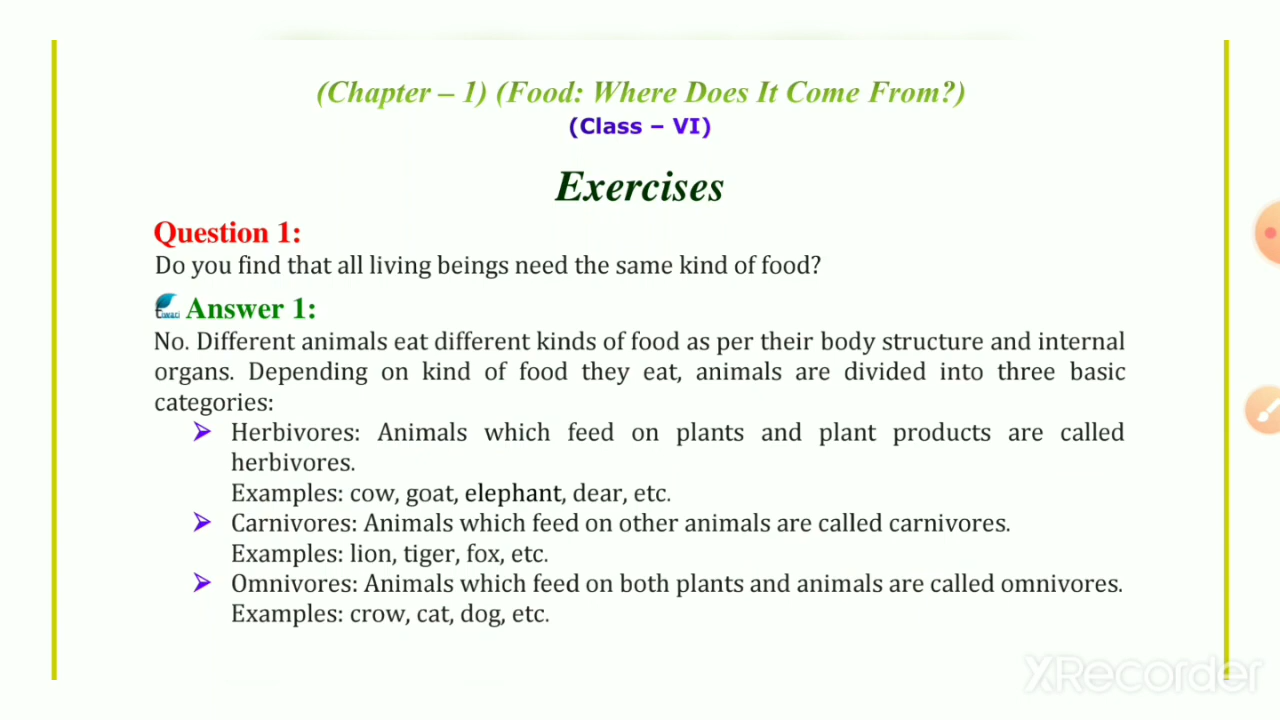 (Chapter – 1) (Food: Where Does It Come From?)
(Class – VI)
Exercises
Question 1:
Do you find that all living beings need the same kind of food?
Answer 1:
No. Different animals eat different kinds of food as per their body structure and internal
organs. Depending on kind of food they eat, animals are divided into three basic
categories:
➢ Herbivores: Animals which feed on plants and plant products are called
herbivores.
Examples: cow, goat, elephant, dear, etc.
➢ Carnivores: Animals which feed on other animals are called carnivores.
Examples: lion, tiger, fox, etc.
➢ Omnivores: Animals which feed on both plants and animals are called omnivores.
Examples: crow, cat, dog, etc.
XRecorder